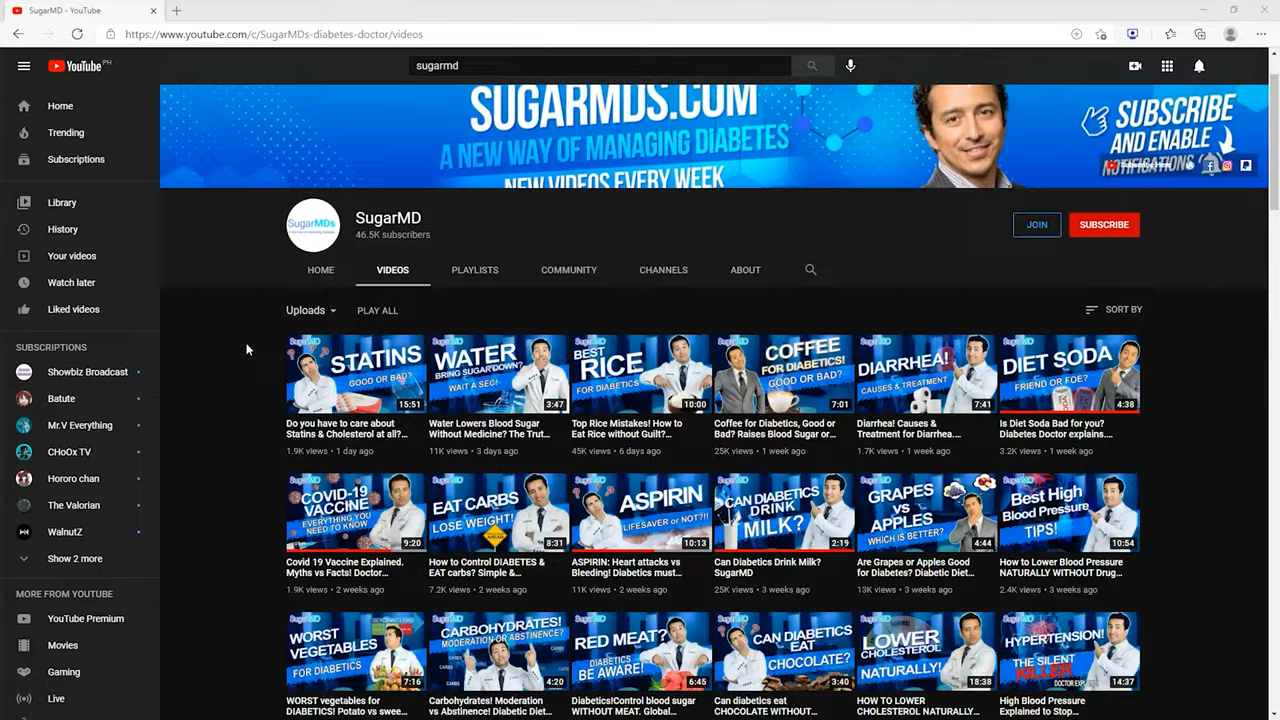 SugarMD - YouTube
https://www.youtube.com/c/SugarMDs-diabetes-doctor/videos
YouTube PH
sugarmd
Home
Trending
Subscriptions
Library
History
Your videos
Watch later
Liked videos
SUBSCRIPTIONS
Showbiz Broadcast
Batute
Mr.V Everything
CHoOx TV
Hororo chan
The Valorian
WalnutZ
Show 2 more
MORE FROM YOUTUBE
YouTube Premium
Movies
Gaming
Live
SUGARMDS.COM
A NEW WAY OF MANAGING DIABETES
NEW VIDEOS EVERY WEEK
SUBSCRIBE
AND ENABLE
NOTIFICATIONS
SugarMDs
SugarMD
46.5K subscribers
JOIN
SUBSCRIBE
HOME
VIDEOS
PLAYLISTS
COMMUNITY
CHANNELS
ABOUT
Uploads
PLAY ALL
SORT BY
SugarMD
STATINS
GOOD OR BAD?
15:51
Do you have to care about
Statins & Cholesterol at all?...
1.9K views • 1 day ago
SugarMD
WATER
BRING SUGAR DOWN?
WAIT A SEC!
3:47
Water Lowers Blood Sugar
Without Medicine? The Trut...
11K views • 3 days ago
BEST
RICE
FOR DIABETICS
10:00
Top Rice Mistakes! How to
Eat Rice without Guilt?...
45K views • 6 days ago
SugarMD
COFFEE
FOR DIABETICS!
GOOD OR BAD?
7:01
Coffee for Diabetics, Good or
Bad? Raises Blood Sugar or...
25K views • 1 week ago
SugarMD
DIARRHEA!
CAUSES & TREATMENT
7:41
Diarrhea! Causes &
Treatment for Diarrhea....
1.7K views • 1 week ago
SugarMD
DIET SODA
FRIEND OR FOE?
4:38
Is Diet Soda Bad for you?
Diabetes Doctor explains....
3.2K views • 1 week ago
SugarMD
COVID-19
VACCINE
EVERYTHING YOU
NEED TO KNOW
9:20
Covid 19 Vaccine Explained.
Myths vs Facts! Doctor...
1.9K views • 2 weeks ago
SugarMD
EAT CARBS
LOSE WEIGHT!
AHEAD
8:31
How to Control DIABETES &
EAT carbs? Simple &...
7.2K views • 2 weeks ago
SugarMD
ASPIRIN
LIFESAVER or NOT?!!
10:13
ASPIRIN: Heart attacks vs
Bleeding! Diabetics must...
11K views • 2 weeks ago
CAN DIABETICS
DRINK
MILK?
2:19
Can Diabetics Drink Milk?
SugarMD
25K views • 3 weeks ago
SugarMD
GRAPES
vs
APPLES
WHICH IS BETTER?
4:44
Are Grapes or Apples Good
for Diabetes? Diabetic Diet...
13K views • 3 weeks ago
SugarMD
Best High
Blood Pressure
TIPS!
10:54
How to Lower Blood Pressure
NATURALLY WITHOUT Drug...
2.4K views • 3 weeks ago
SugarMD
WORST
VEGETABLES
FOR DIABETICS
7:16
WORST vegetables for
DIABETICS! Potato vs swee...
CARBOHYDRATES!
MODERATION OR ABSTINENCE?
CARBS
4:20
Carbohydrates! Moderation
vs Abstinence! Diabetic Diet...
SugarMD
RED MEAT?
DIABETICS
BE AWARE!
6:45
Diabetics!Control blood sugar
WITHOUT MEAT. Global...
SugarMD
CAN DIABETICS
EAT
CHOCOLATE?
3:40
Can diabetics eat
CHOCOLATE WITHOUT...
LOWER
CHOLESTEROL
NATURALLY!
18:38
HOW TO LOWER
CHOLESTEROL NATURALLY...
SugarMD
HYPERTENSION!
THE SILENT
KILLER
14:37
High Blood Pressure
Explained to Stop...